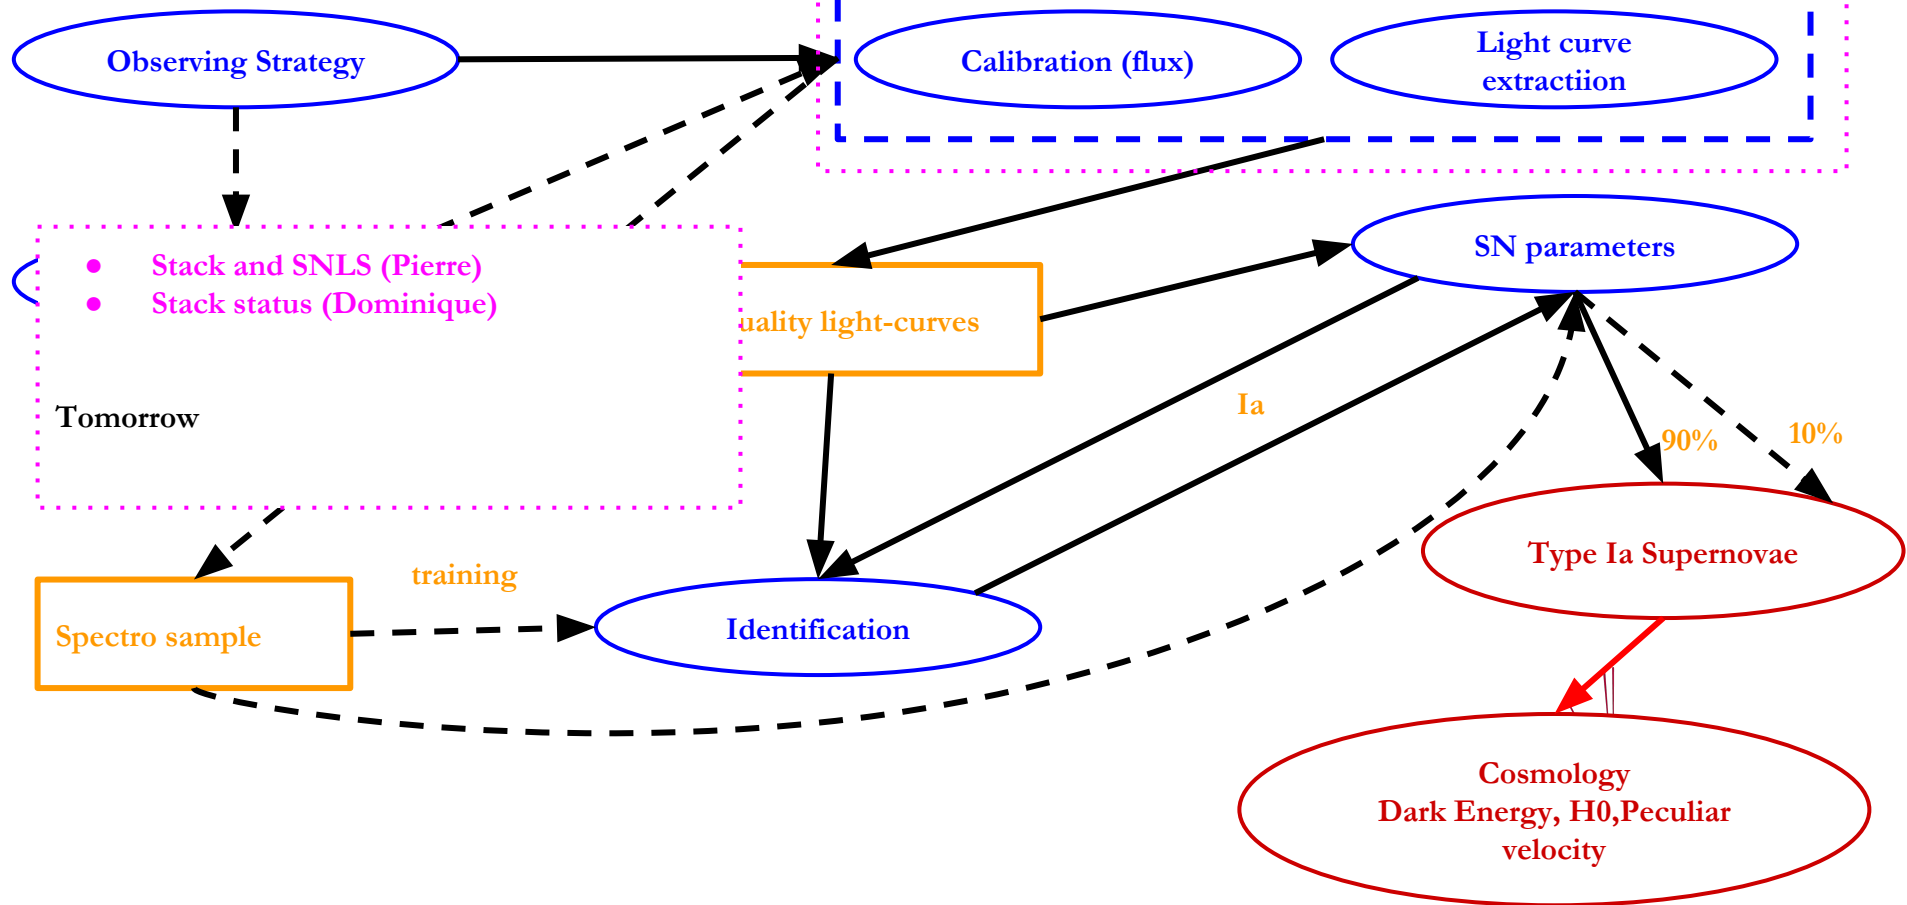 Observing Strategy
Calibration (flux)
Light curve
extractiion
● Stack and SNLS (Pierre)
● Stack status (Dominique)
Tomorrow
uality light-curves
SN parameters
Ia
90%
10%
Type Ia Supernovae
training
Spectro sample
Identification
Cosmology
Dark Energy, H0,Peculiar
velocity